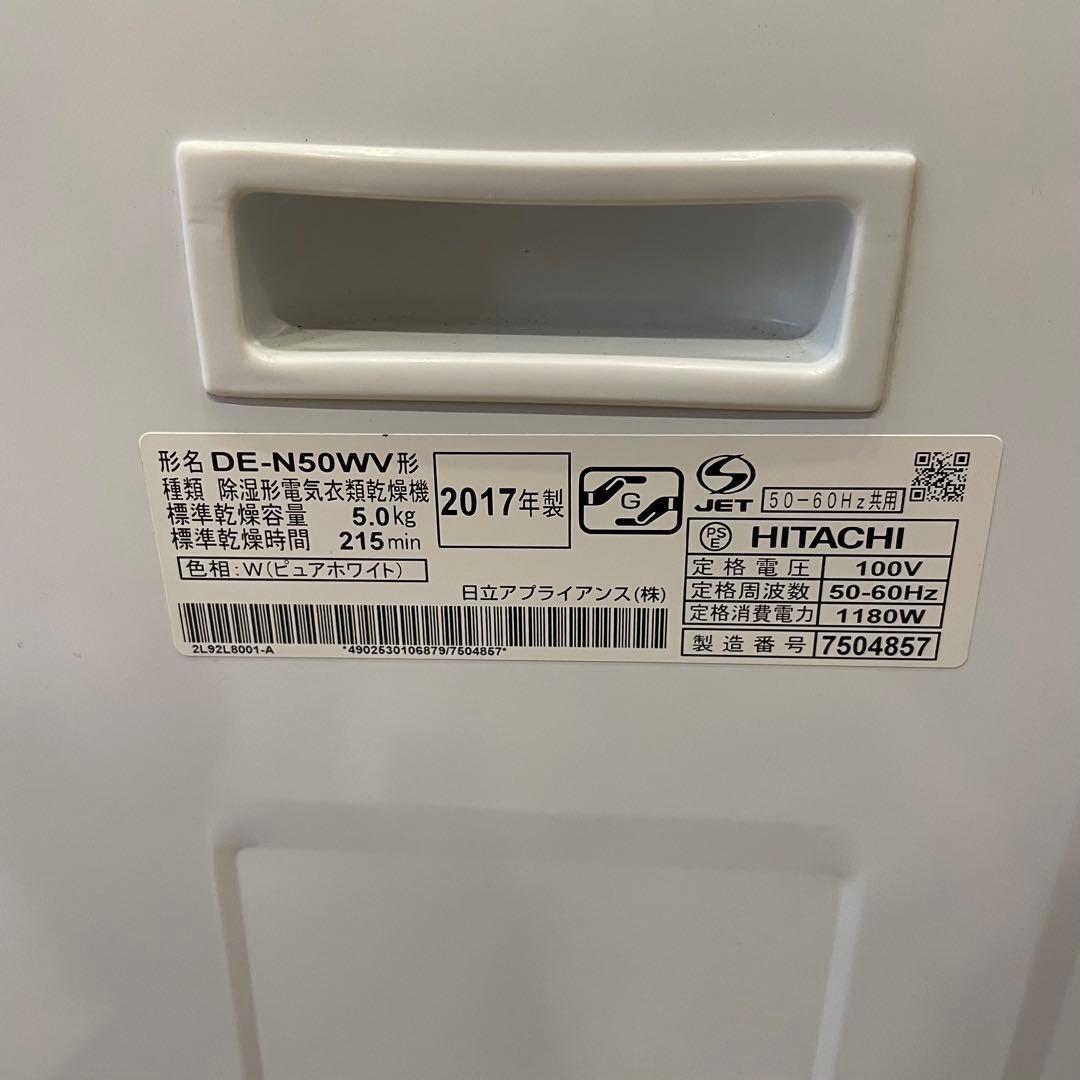 形名 DE-N50WV形
種類 除湿形電気衣類乾燥機
標準乾燥容量 5.0kg
標準乾燥時間 215min
色相:W(ピュアホワイト)
2017年製
G
JET
50-60Hz共用
日立アプライアンス(株)
PS
E
HITACHI
定格電圧 100V
定格周波数 50-60Hz
定格消費電力 1180W
製造番号 7504857
2L92L8001-A
*4902530106879/7504857*